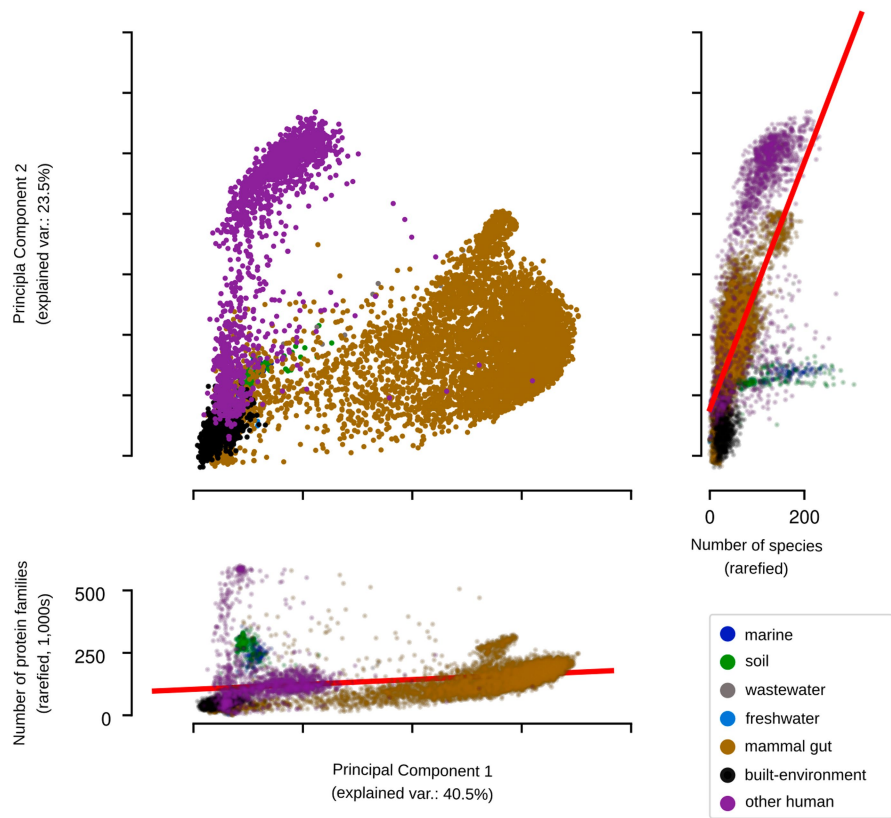 Principla Component 2
(explained var.: 23.5%)
0
200
Number of species
(rarefied)
Number of protein families
(rarefied, 1,000s)
500
250
0
Principal Component 1
(explained var.: 40.5%)
marine
soil
wastewater
freshwater
mammal gut
built-environment
other human